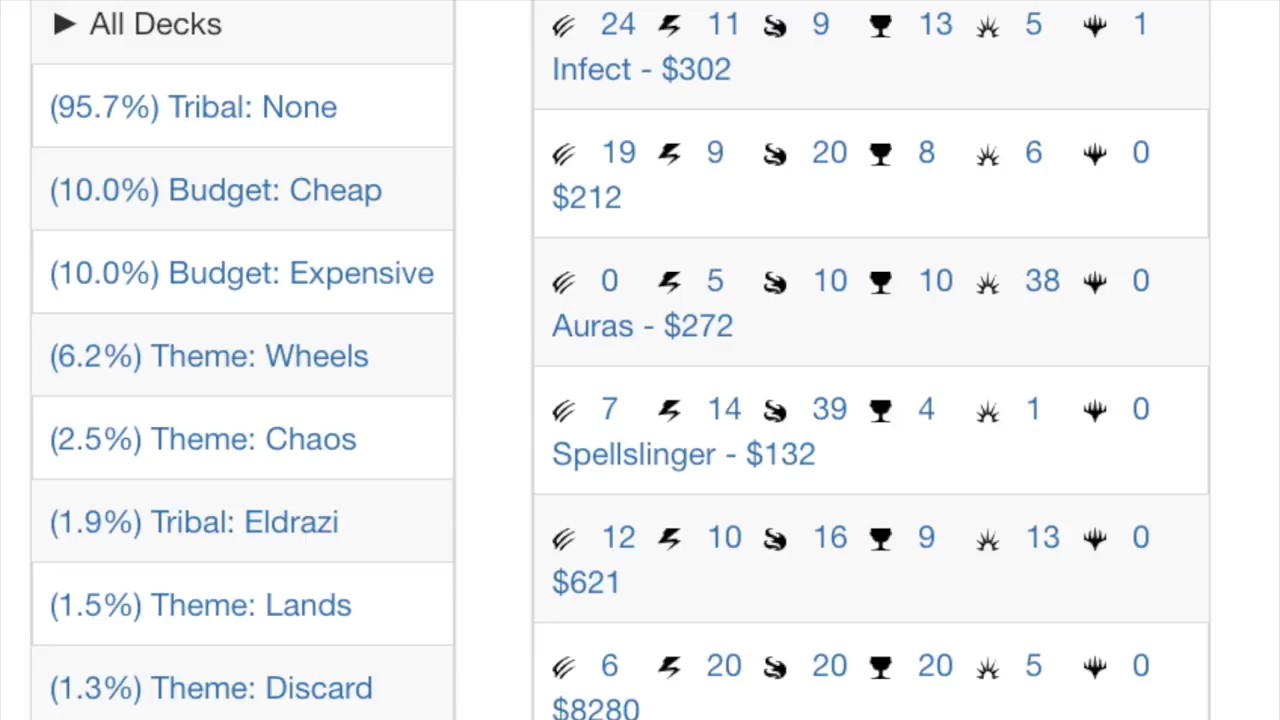 ► All Decks
(95.7%) Tribal: None
(10.0%) Budget: Cheap
(10.0%) Budget: Expensive
(6.2%) Theme: Wheels
(2.5%) Theme: Chaos
(1.9%) Tribal: Eldrazi
(1.5%) Theme: Lands
(1.3%) Theme: Discard
24 11 9 13 5 1
Infect - $302
19 9 20 8 6 0
$212
0 5 10 10 38 0
Auras - $272
7 14 39 4 1 0
Spellslinger - $132
12 10 16 9 13 0
$621
6 20 20 20 5 0
$8280